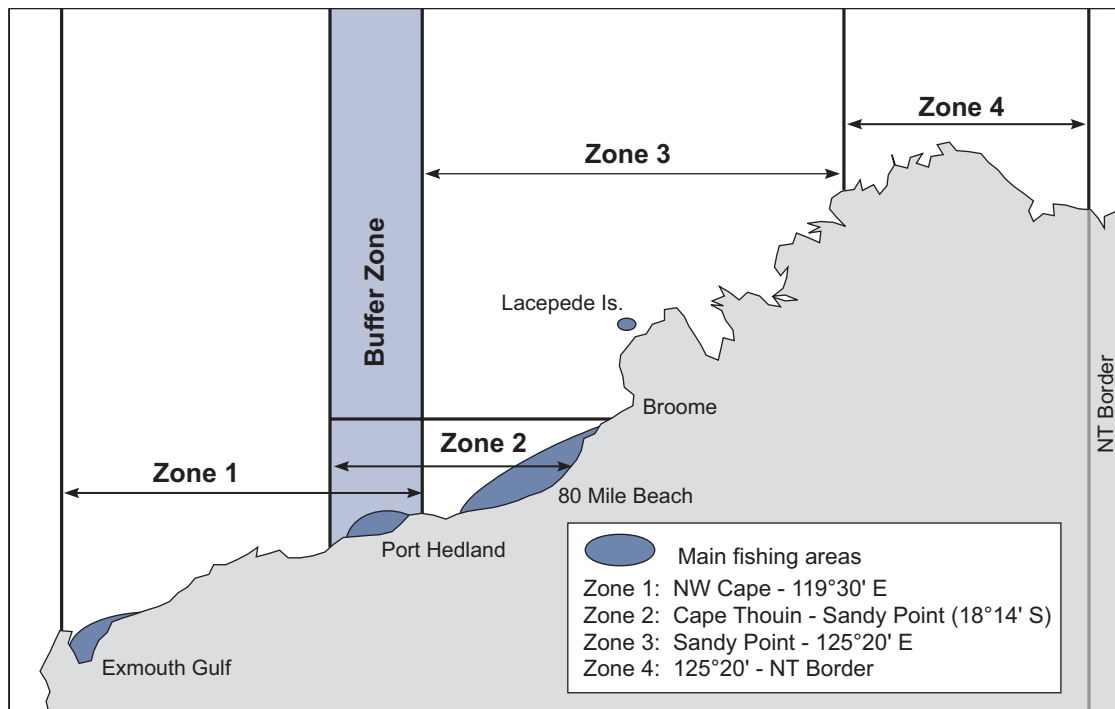 Zone 4
Zone 3
Buffer Zone
Lacepede Is.
NT Border
Broome
Zone 2
Zone 1
80 Mile Beach
Port Hedland
Exmouth Gulf
Main fishing areas
Zone 1: NW Cape - 119°30' E
Zone 2: Cape Thouin - Sandy Point (18°14' S)
Zone 3: Sandy Point - 125°20' E
Zone 4: 125°20' - NT Border